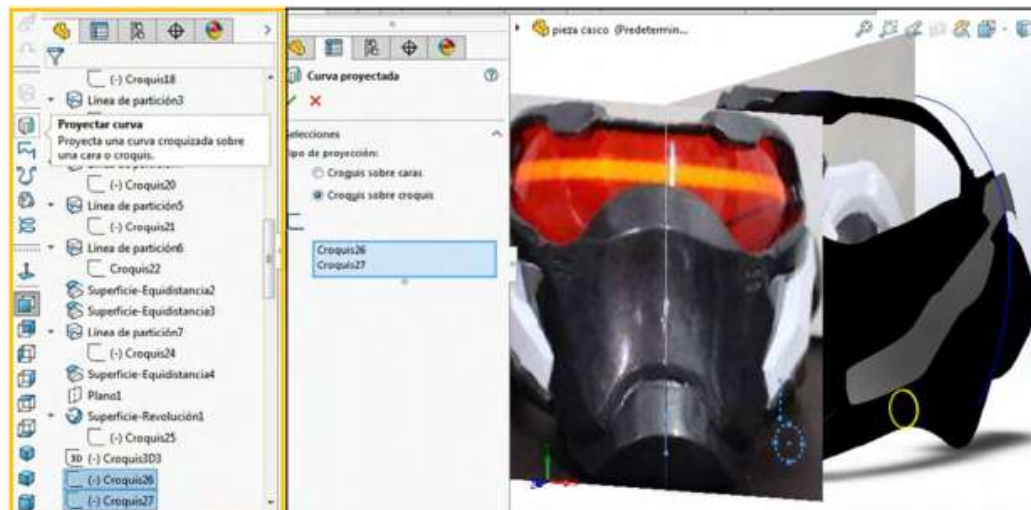 (-) Croquis18
Línea de partición3
Proyectar curva
Proyecta una curva croquizada sobre
una cara o croquis.
(-) Croquis20
Línea de partición5
(-) Croquis21
Línea de partición6
Croquis22
Superficie-Equidistancia2
Superficie-Equidistancia3
Línea de partición7
(-) Croquis24
Superficie-Equidistancia4
Plano1
Superficie-Revolución1
(-) Croquis25
3D (-) Croquis3D3
(-) Croquis26
(-) Croquis27
Curva proyectada
Selecciones
Tipo de proyección:
Croquis sobre caras
Croquis sobre croquis
Croquis26
Croquis27
pieza casco @redetermin...